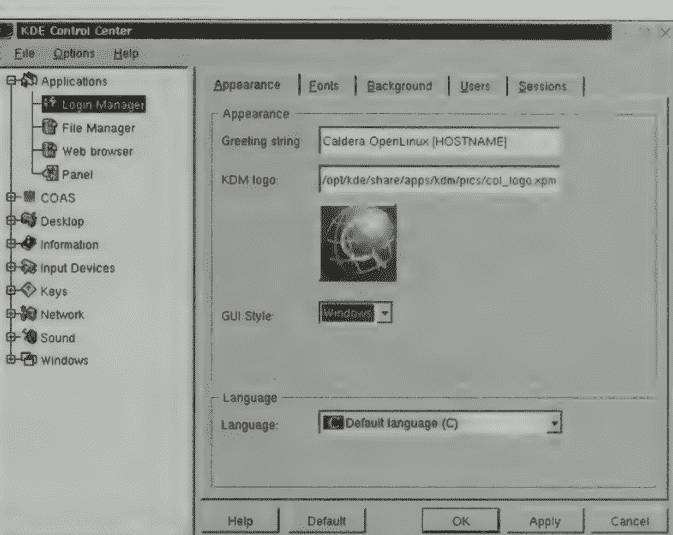 KDE Control Center
File Options Help
Applications
Login Manager
File Manager
Web browser
Panel
COAS
Desktop
Information
Input Devices
Keys
Network
Sound
Windows
Appearance Fonts Background Users Sessions
Appearance
Greeting string: Caldera OpenLinux [HOSTNAME]
KDM logo: /opt/kde/share/apps/kdm/pics/col_logo.xpm
GUI Style: Windows
Language
Language: C Default language (C)
Help Default OK Apply Cancel